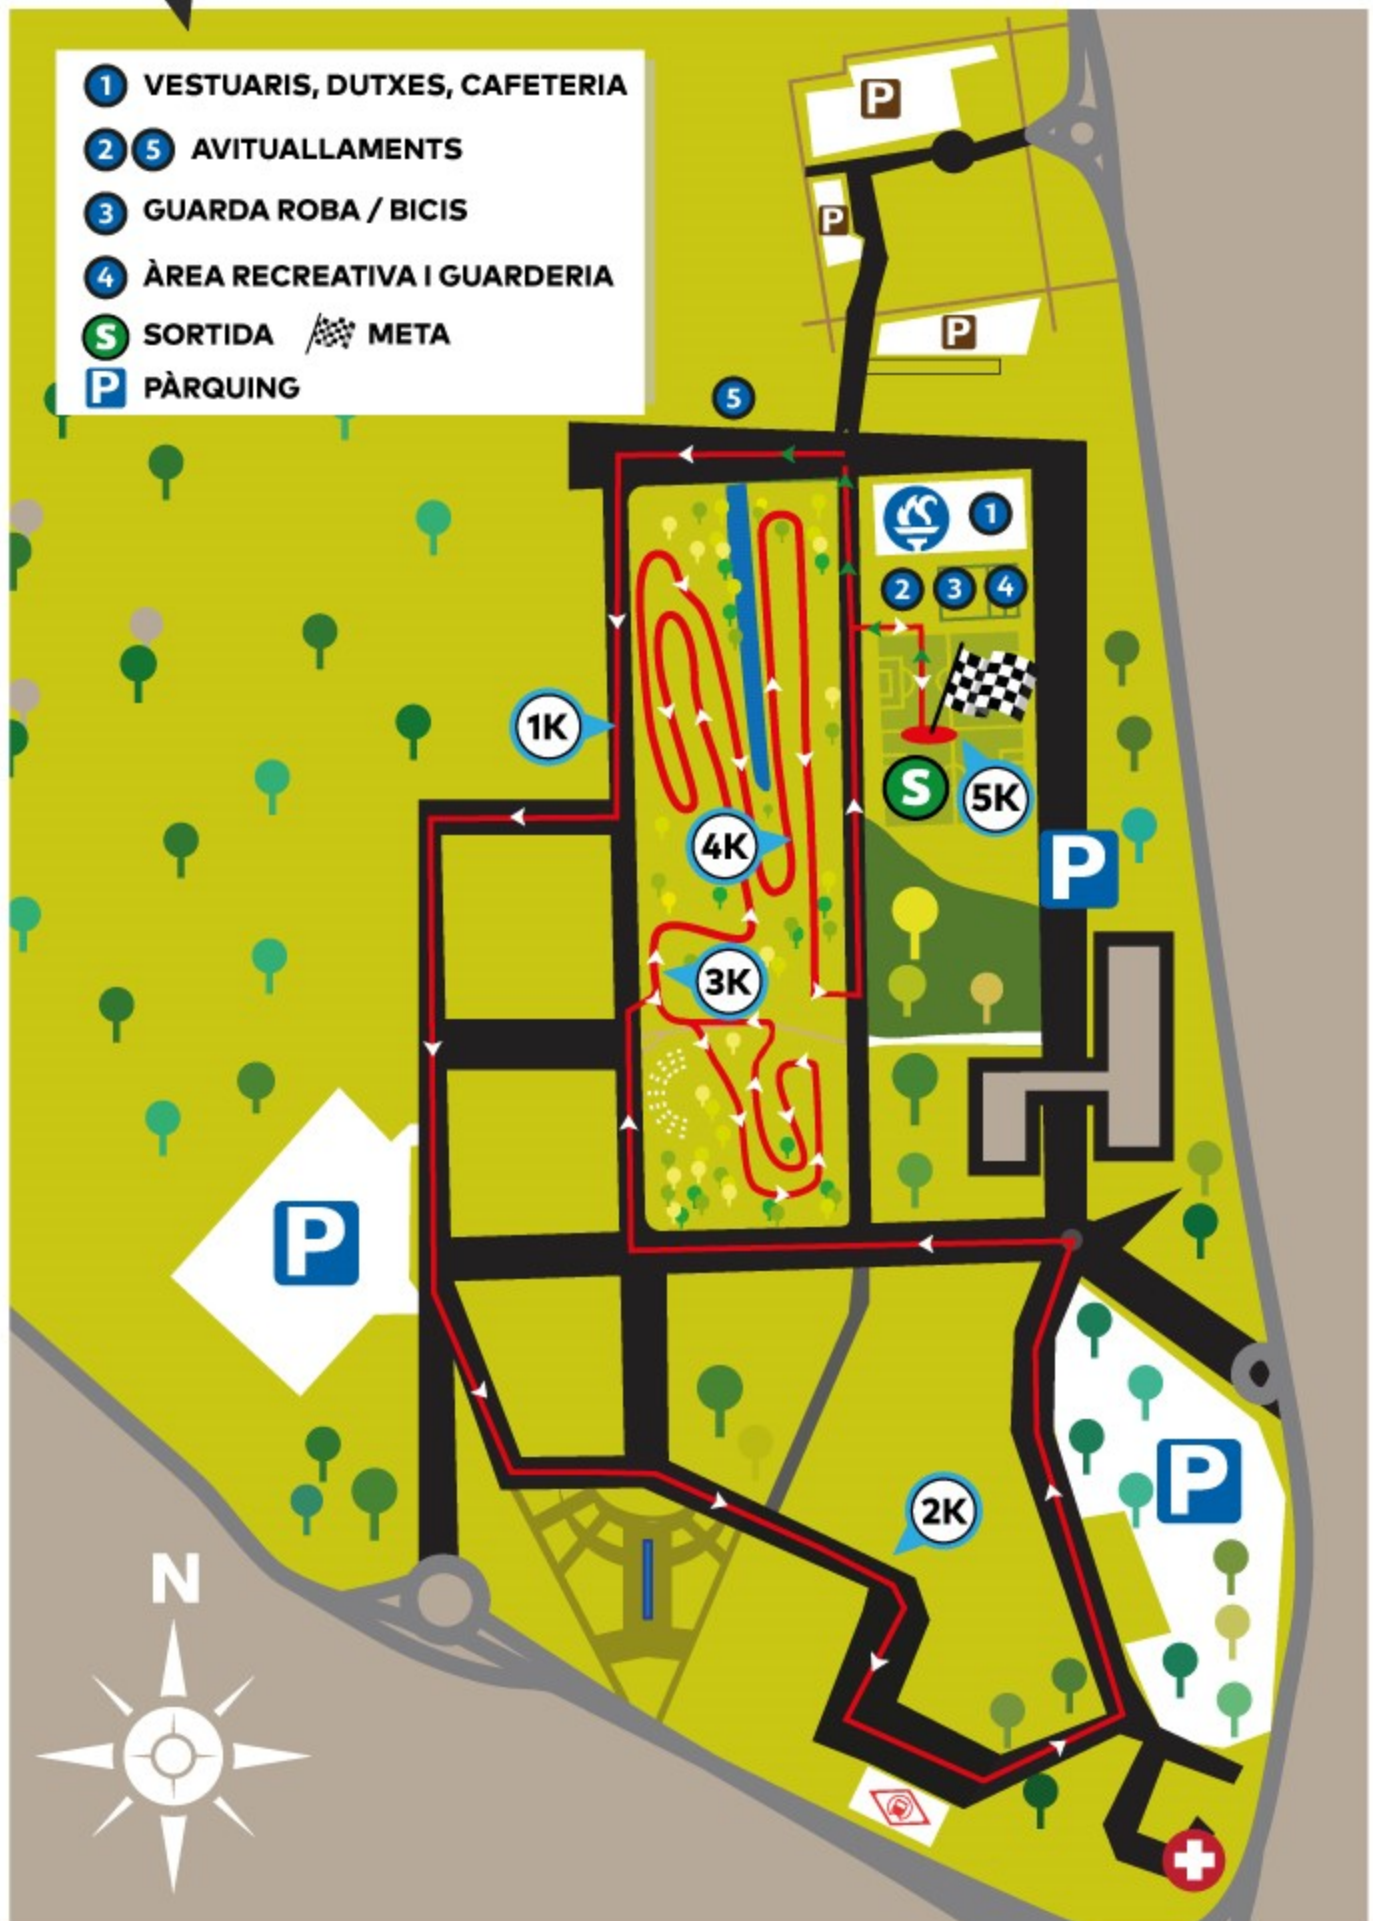 1 VESTUARIS, DUTXES, CAFETERIA
2 5 AVITUALLAMENTS
3 GUARDA ROBA / BICIS
4 ÀREA RECREATIVA I GUARDERIA
S SORTIDA META
P PÀRQUING
P
P
P
5
1
2 3 4
1K
S 5K
4K
P
3K
P
2K
P
N